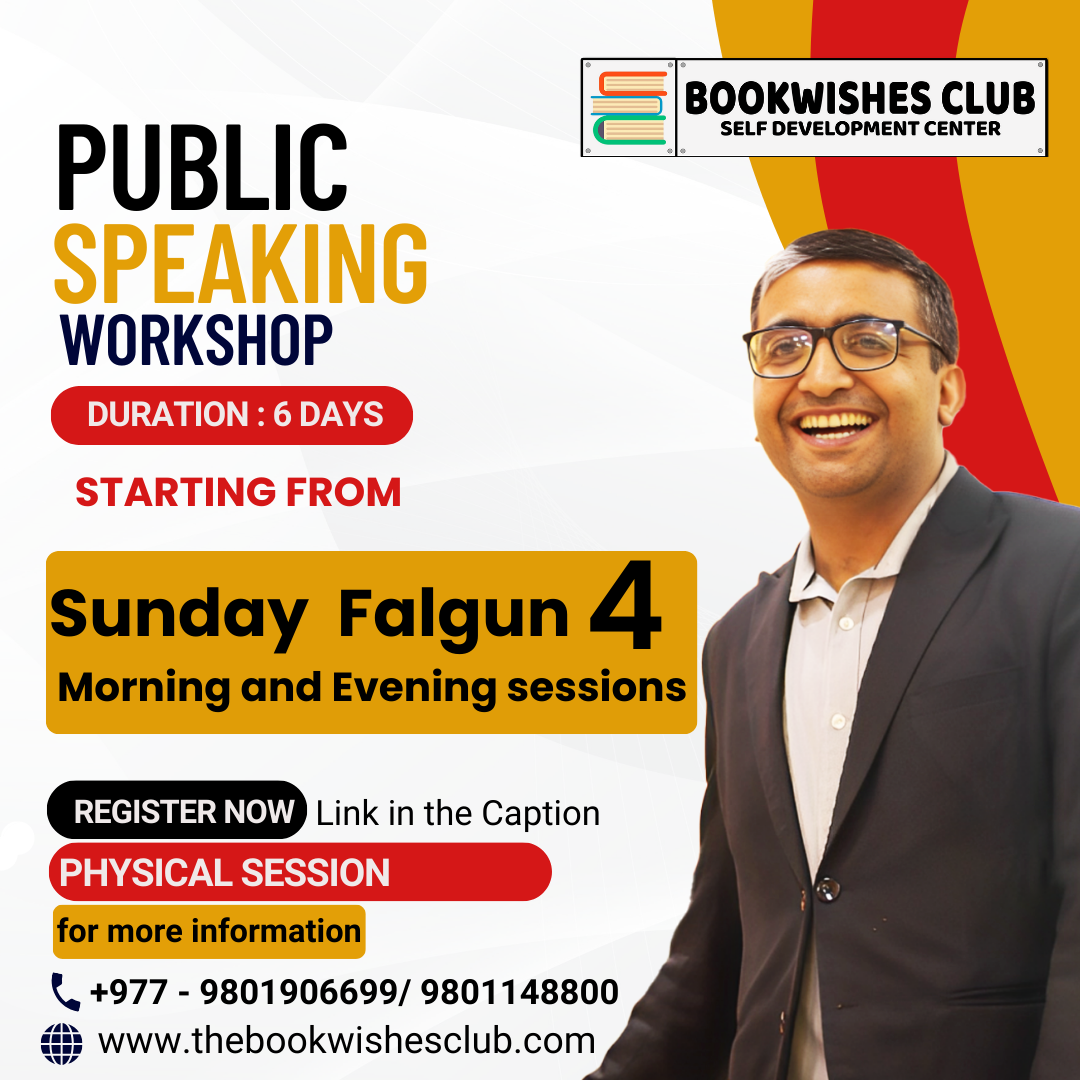 BOOKWISHES CLUB
SELF DEVELOPMENT CENTER
PUBLIC
SPEAKING
WORKSHOP
DURATION : 6 DAYS
STARTING FROM
Sunday Falgun 4
Morning and Evening sessions
REGISTER NOW Link in the Caption
PHYSICAL SESSION
for more information
+977 - 9801906699/ 9801148800
www.thebookwishesclub.com